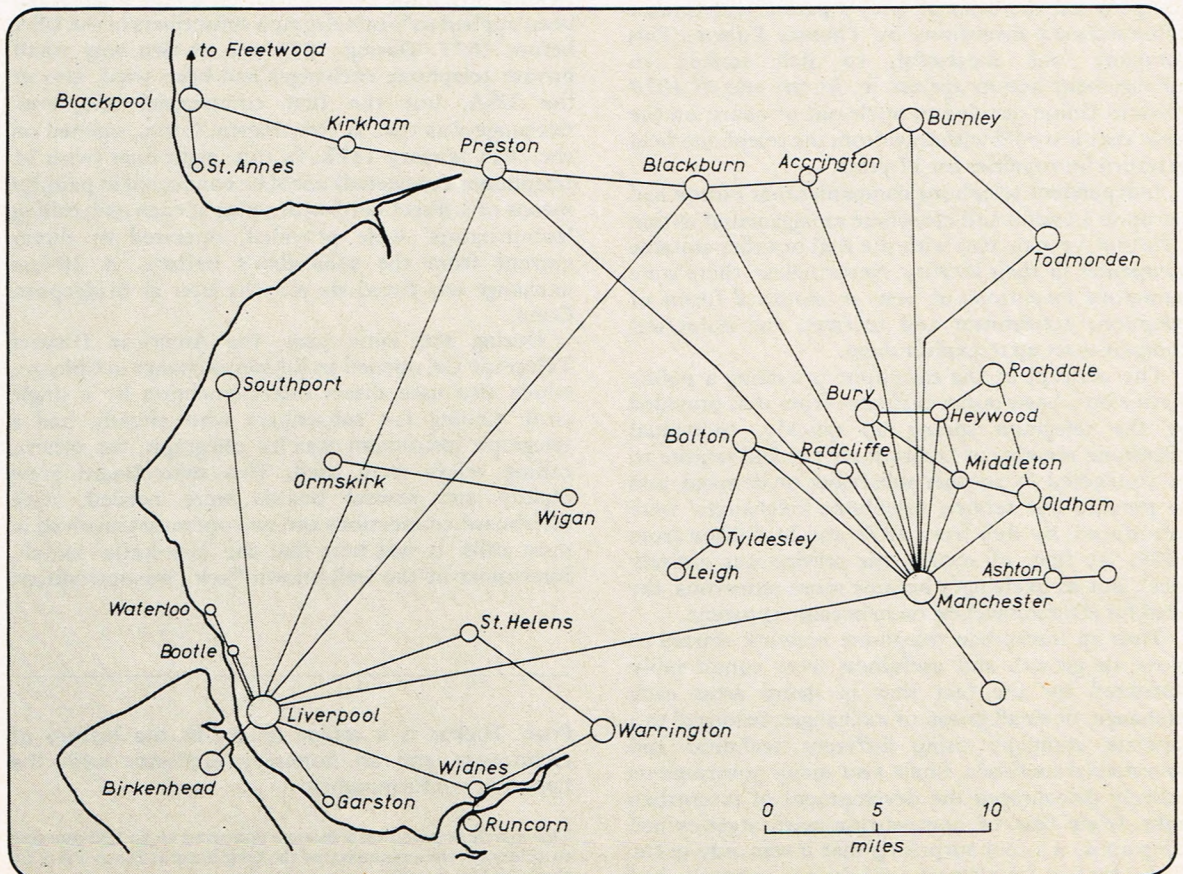 to Fleetwood
Blackpool
Kirkham
St. Annes
Preston
Blackburn
Accrington
Burnley
Todmorden
Southport
Ormskirk
Wigan
Bolton
Radcliffe
Bury
Heywood
Rochdale
Middleton
Oldham
Tyldesley
Leigh
Ashton
Manchester
Waterloo
Bootle
St. Helens
Liverpool
Warrington
Birkenhead
Widnes
Garston
Runcorn
0 5 10
miles